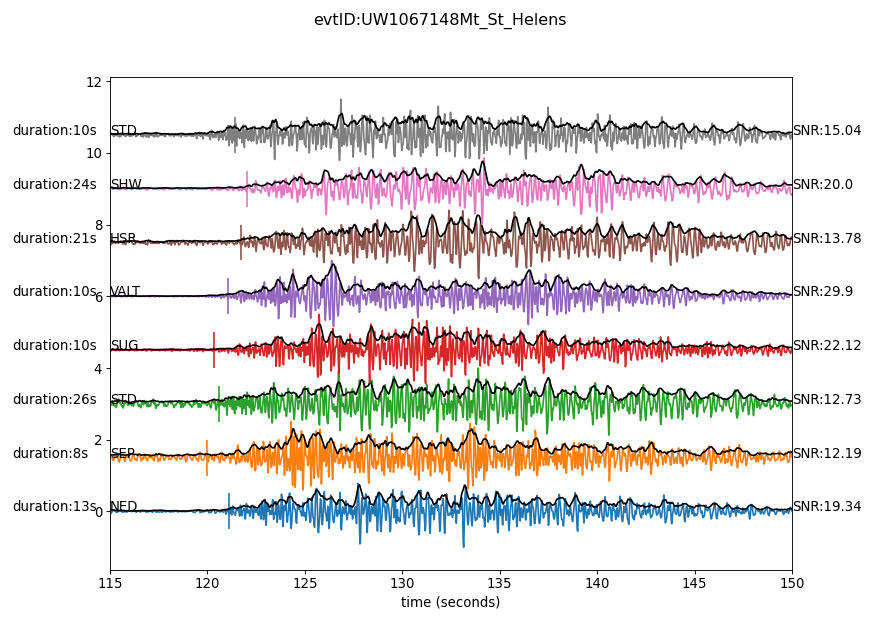 evtID:UW1067148Mt_St_Helens
12
duration:10s STD SNR:15.04
10
duration:24s SHW SNR:20.0
8
duration:21s HSR SNR:13.78
duration:10s VALT SNR:29.9
6
duration:10s SUG SNR:22.12
4
duration:26s STD SNR:12.73
2
duration:8s SEP SNR:12.19
duration:13s NED SNR:19.34
0
115 120 125 130 135 140 145 150
time (seconds)